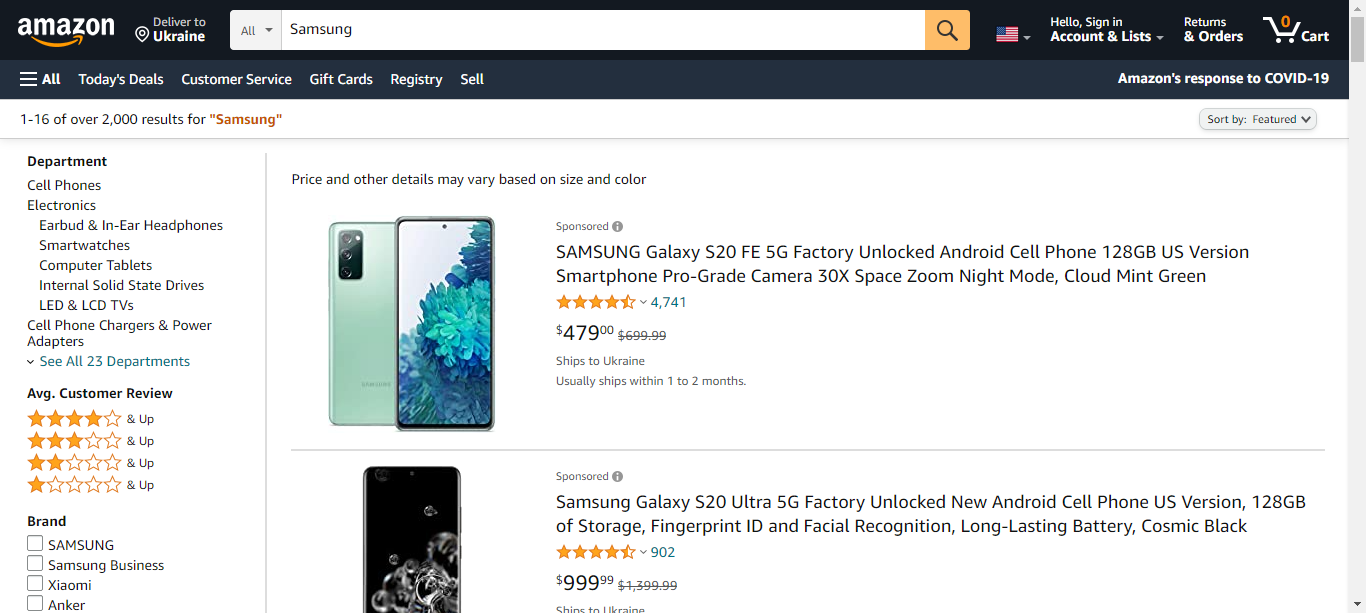 amazon
Deliver to
Ukraine
All
Samsung
Hello, Sign in
Account & Lists
Returns
& Orders
0
Cart
All
Today's Deals
Customer Service
Gift Cards
Registry
Sell
Amazon's response to COVID-19
1-16 of over 2,000 results for "Samsung"
Sort by: Featured
Department
Cell Phones
Electronics
Earbud & In-Ear Headphones
Smartwatches
Computer Tablets
Internal Solid State Drives
LED & LCD TVs
Cell Phone Chargers & Power
Adapters
See All 23 Departments
Avg. Customer Review
& Up
& Up
& Up
& Up
Brand
SAMSUNG
Samsung Business
Xiaomi
Anker
Price and other details may vary based on size and color
SAMSUNG
Sponsored
SAMSUNG Galaxy S20 FE 5G Factory Unlocked Android Cell Phone 128GB US Version
Smartphone Pro-Grade Camera 30X Space Zoom Night Mode, Cloud Mint Green
4,741
$47900 $699.99
Ships to Ukraine
Usually ships within 1 to 2 months.
Sponsored
Samsung Galaxy S20 Ultra 5G Factory Unlocked New Android Cell Phone US Version, 128GB
of Storage, Fingerprint ID and Facial Recognition, Long-Lasting Battery, Cosmic Black
902
$99999 $1,399.99
Ships to Ukraine